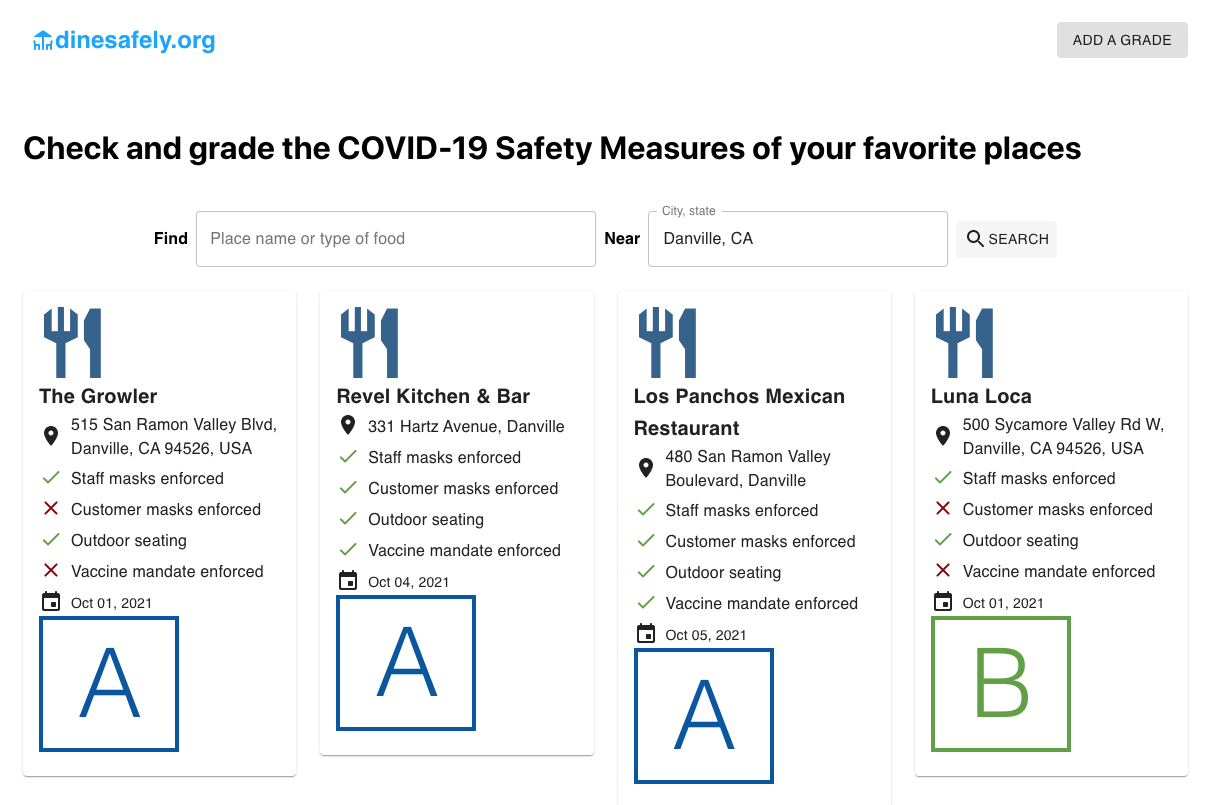 dinesafely.org
ADD A GRADE
Check and grade the COVID-19 Safety Measures of your favorite places
Find
Place name or type of food
Near
City, state
Danville, CA
SEARCH
The Growler
515 San Ramon Valley Blvd,
Danville, CA 94526, USA
Staff masks enforced
Customer masks enforced
Outdoor seating
Vaccine mandate enforced
Oct 01, 2021
A
Revel Kitchen & Bar
331 Hartz Avenue, Danville
Staff masks enforced
Customer masks enforced
Outdoor seating
Vaccine mandate enforced
Oct 04, 2021
A
Los Panchos Mexican
Restaurant
480 San Ramon Valley
Boulevard, Danville
Staff masks enforced
Customer masks enforced
Outdoor seating
Vaccine mandate enforced
Oct 05, 2021
A
Luna Loca
500 Sycamore Valley Rd W,
Danville, CA 94526, USA
Staff masks enforced
Customer masks enforced
Outdoor seating
Vaccine mandate enforced
Oct 01, 2021
B